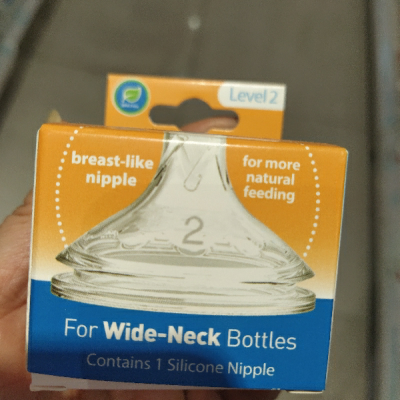 Level 2
breast-like
nipple
for more
natural
feeding
2
For Wide-Neck Bottles
Contains 1 Silicone Nipple